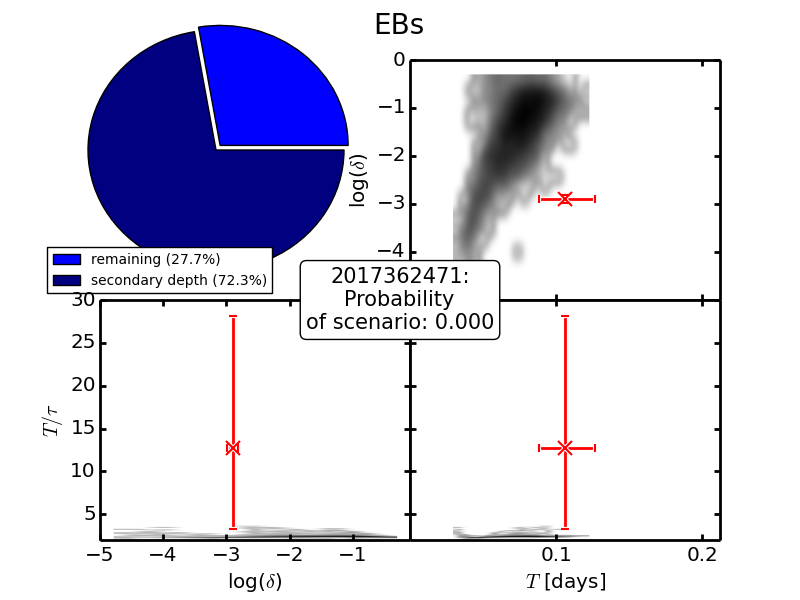 EBs
0
−1
−2
−3
−4
log(δ)
remaining (27.7%)
secondary depth (72.3%)
2017362471:
Probability
of scenario: 0.000
30
25
20
15
10
5
T/τ
−5
−4
−3
−2
−1
log(δ)
0.1
0.2
T [days]